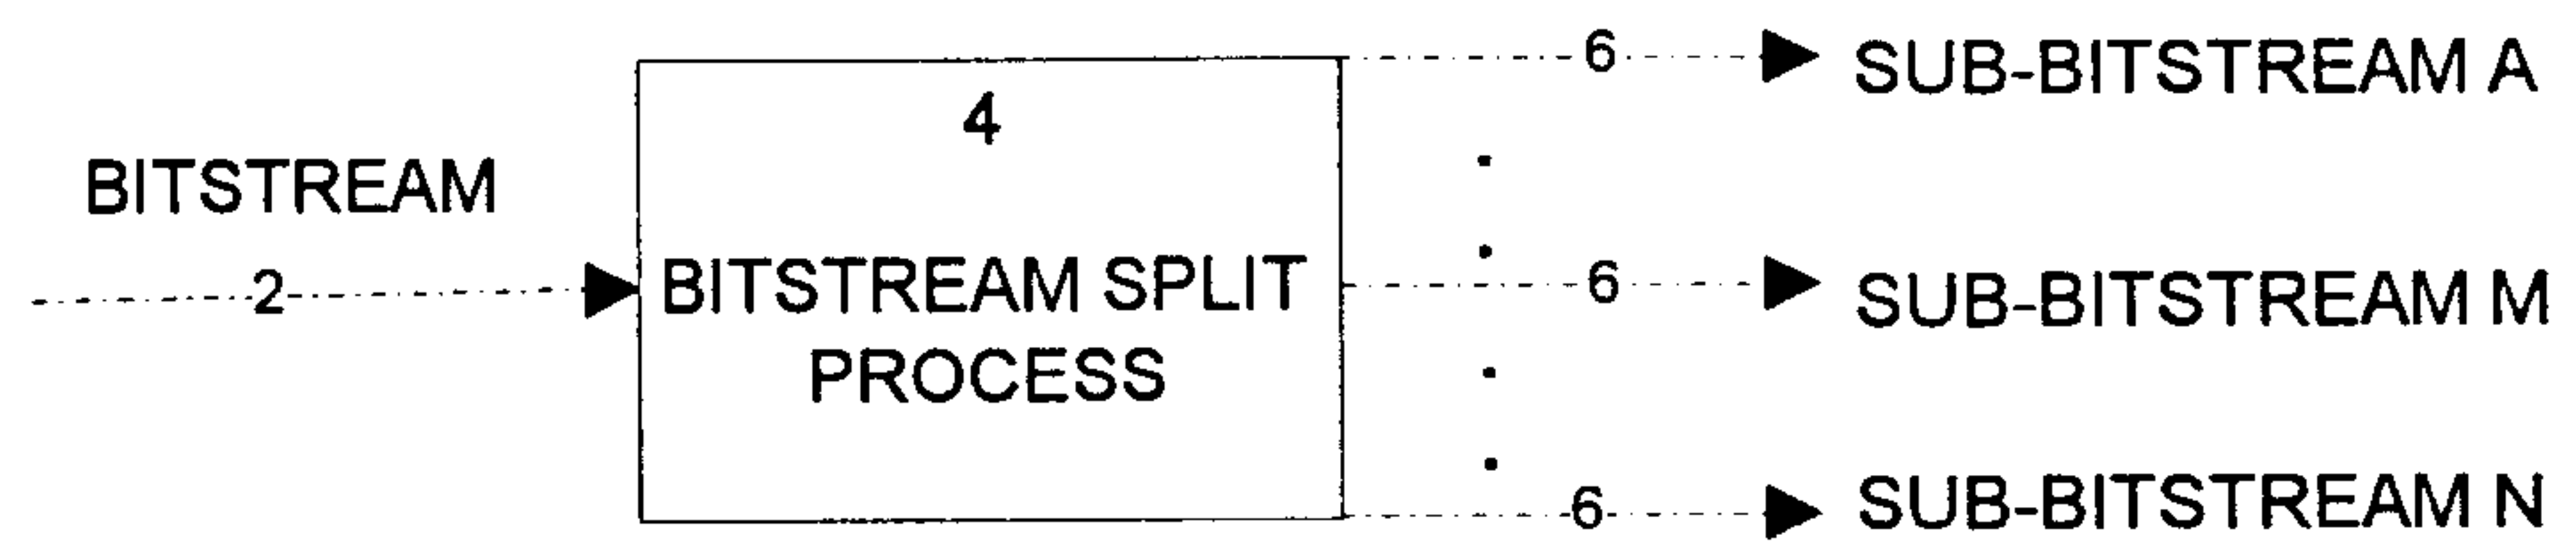 6 SUB-BITSTREAM A
4
BITSTREAM
2
BITSTREAM SPLIT
PROCESS
6 SUB-BITSTREAM M
6 SUB-BITSTREAM N